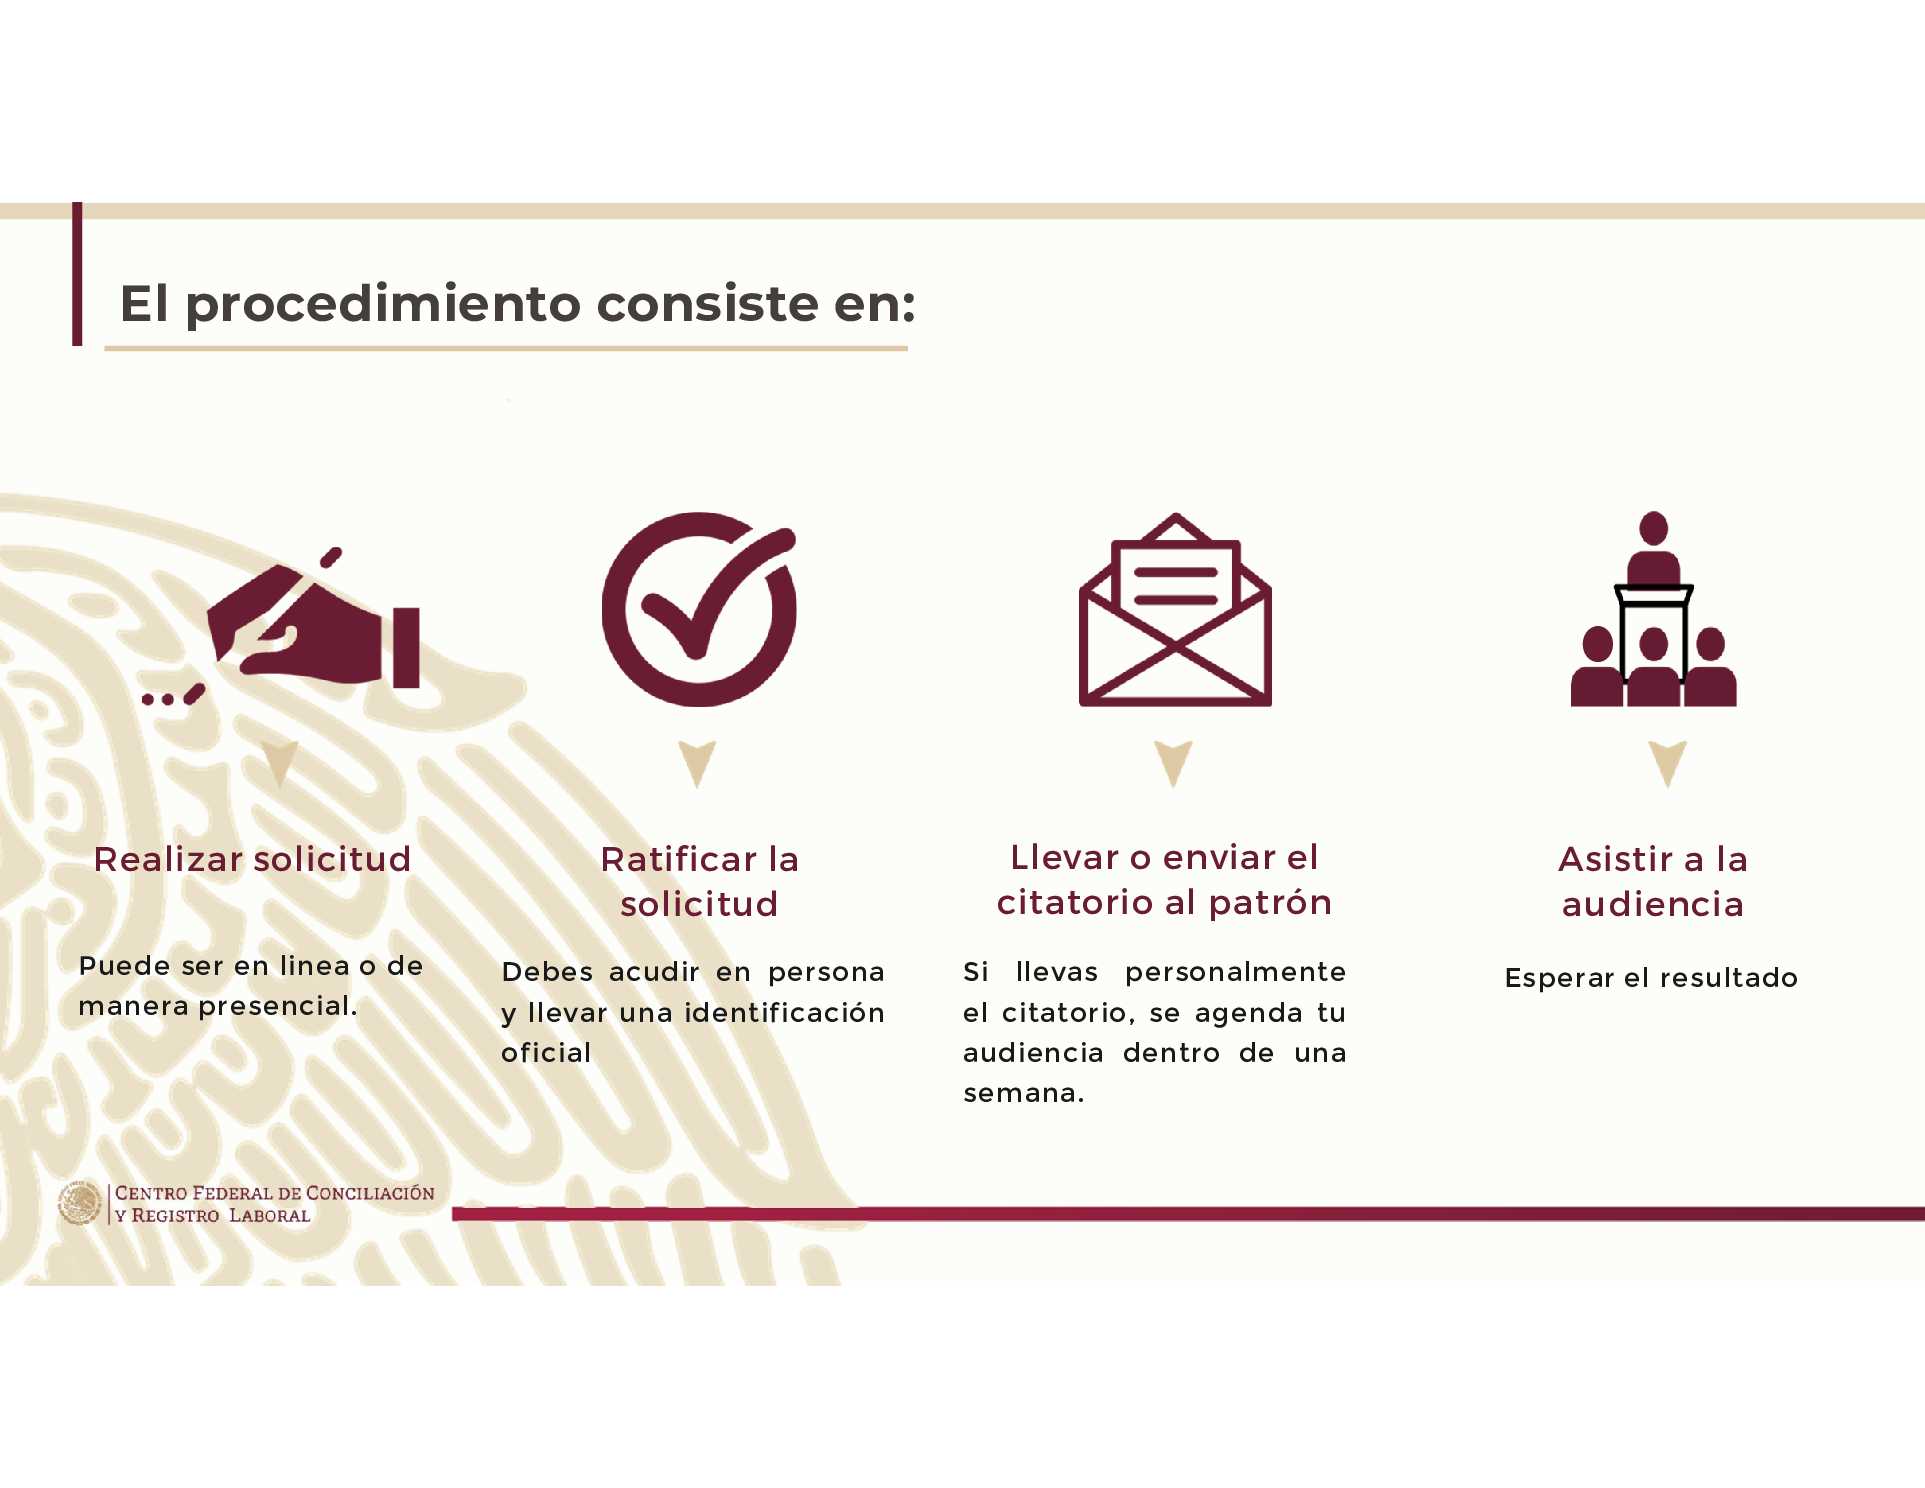 El procedimiento consiste en:
Realizar solicitud
Puede ser en linea o de
manera presencial.
Ratificar la
solicitud
Debes acudir en persona
y llevar una identificación
oficial
Llevar o enviar el
citatorio al patrón
Si llevas personalmente
el citatorio, se agenda tu
audiencia dentro de una
semana.
Asistir a la
audiencia
Esperar el resultado
CENTRO FEDERAL DE CONCILIACIÓN
Y REGISTRO LABORAL